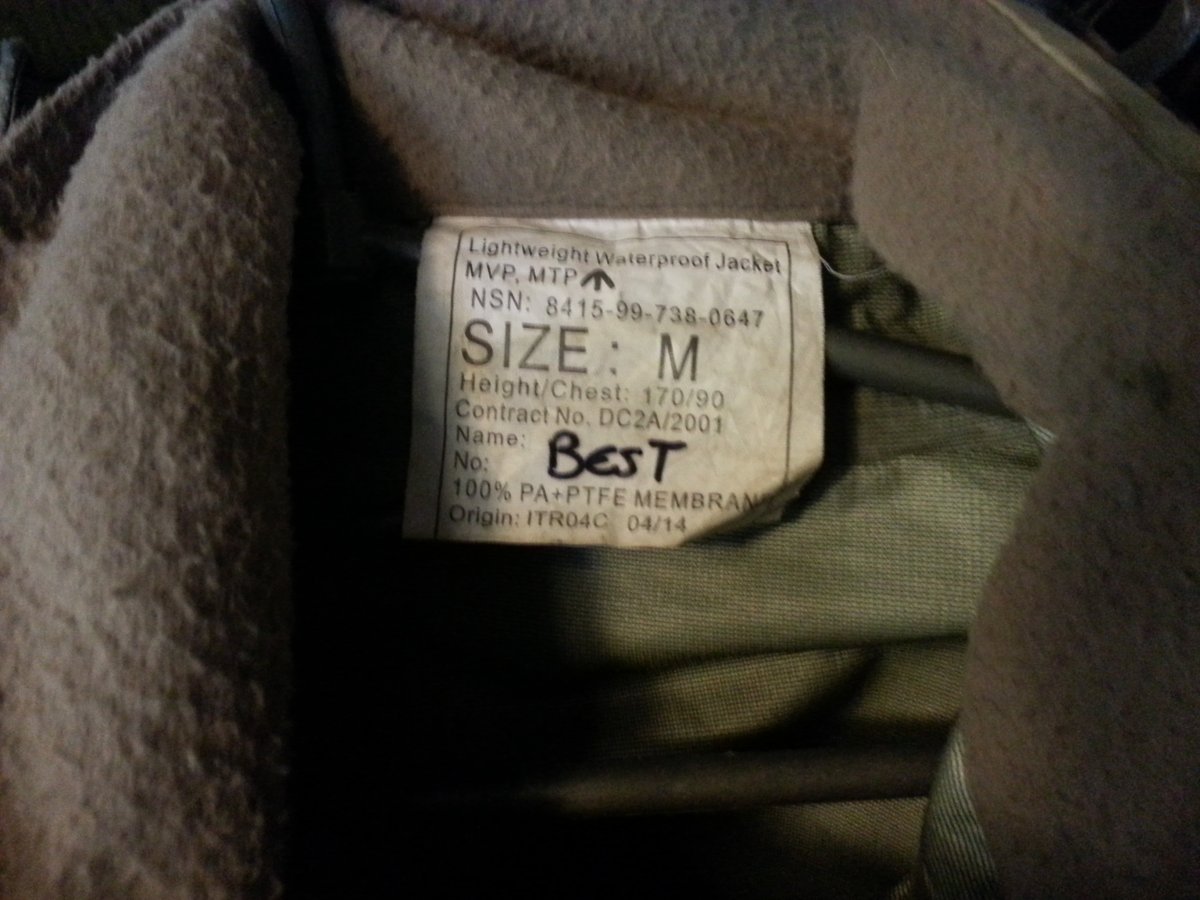 Lightweight Waterproof Jacket
MVP, MTP
NSN: 8415-99-738-0647
SIZE: M
Height/Chest: 170/90
Contract No. DC2A/2001
Name:
BEST
No:
100% PA+PTFE MEMBRANE
Origin: ITR04C 04/14